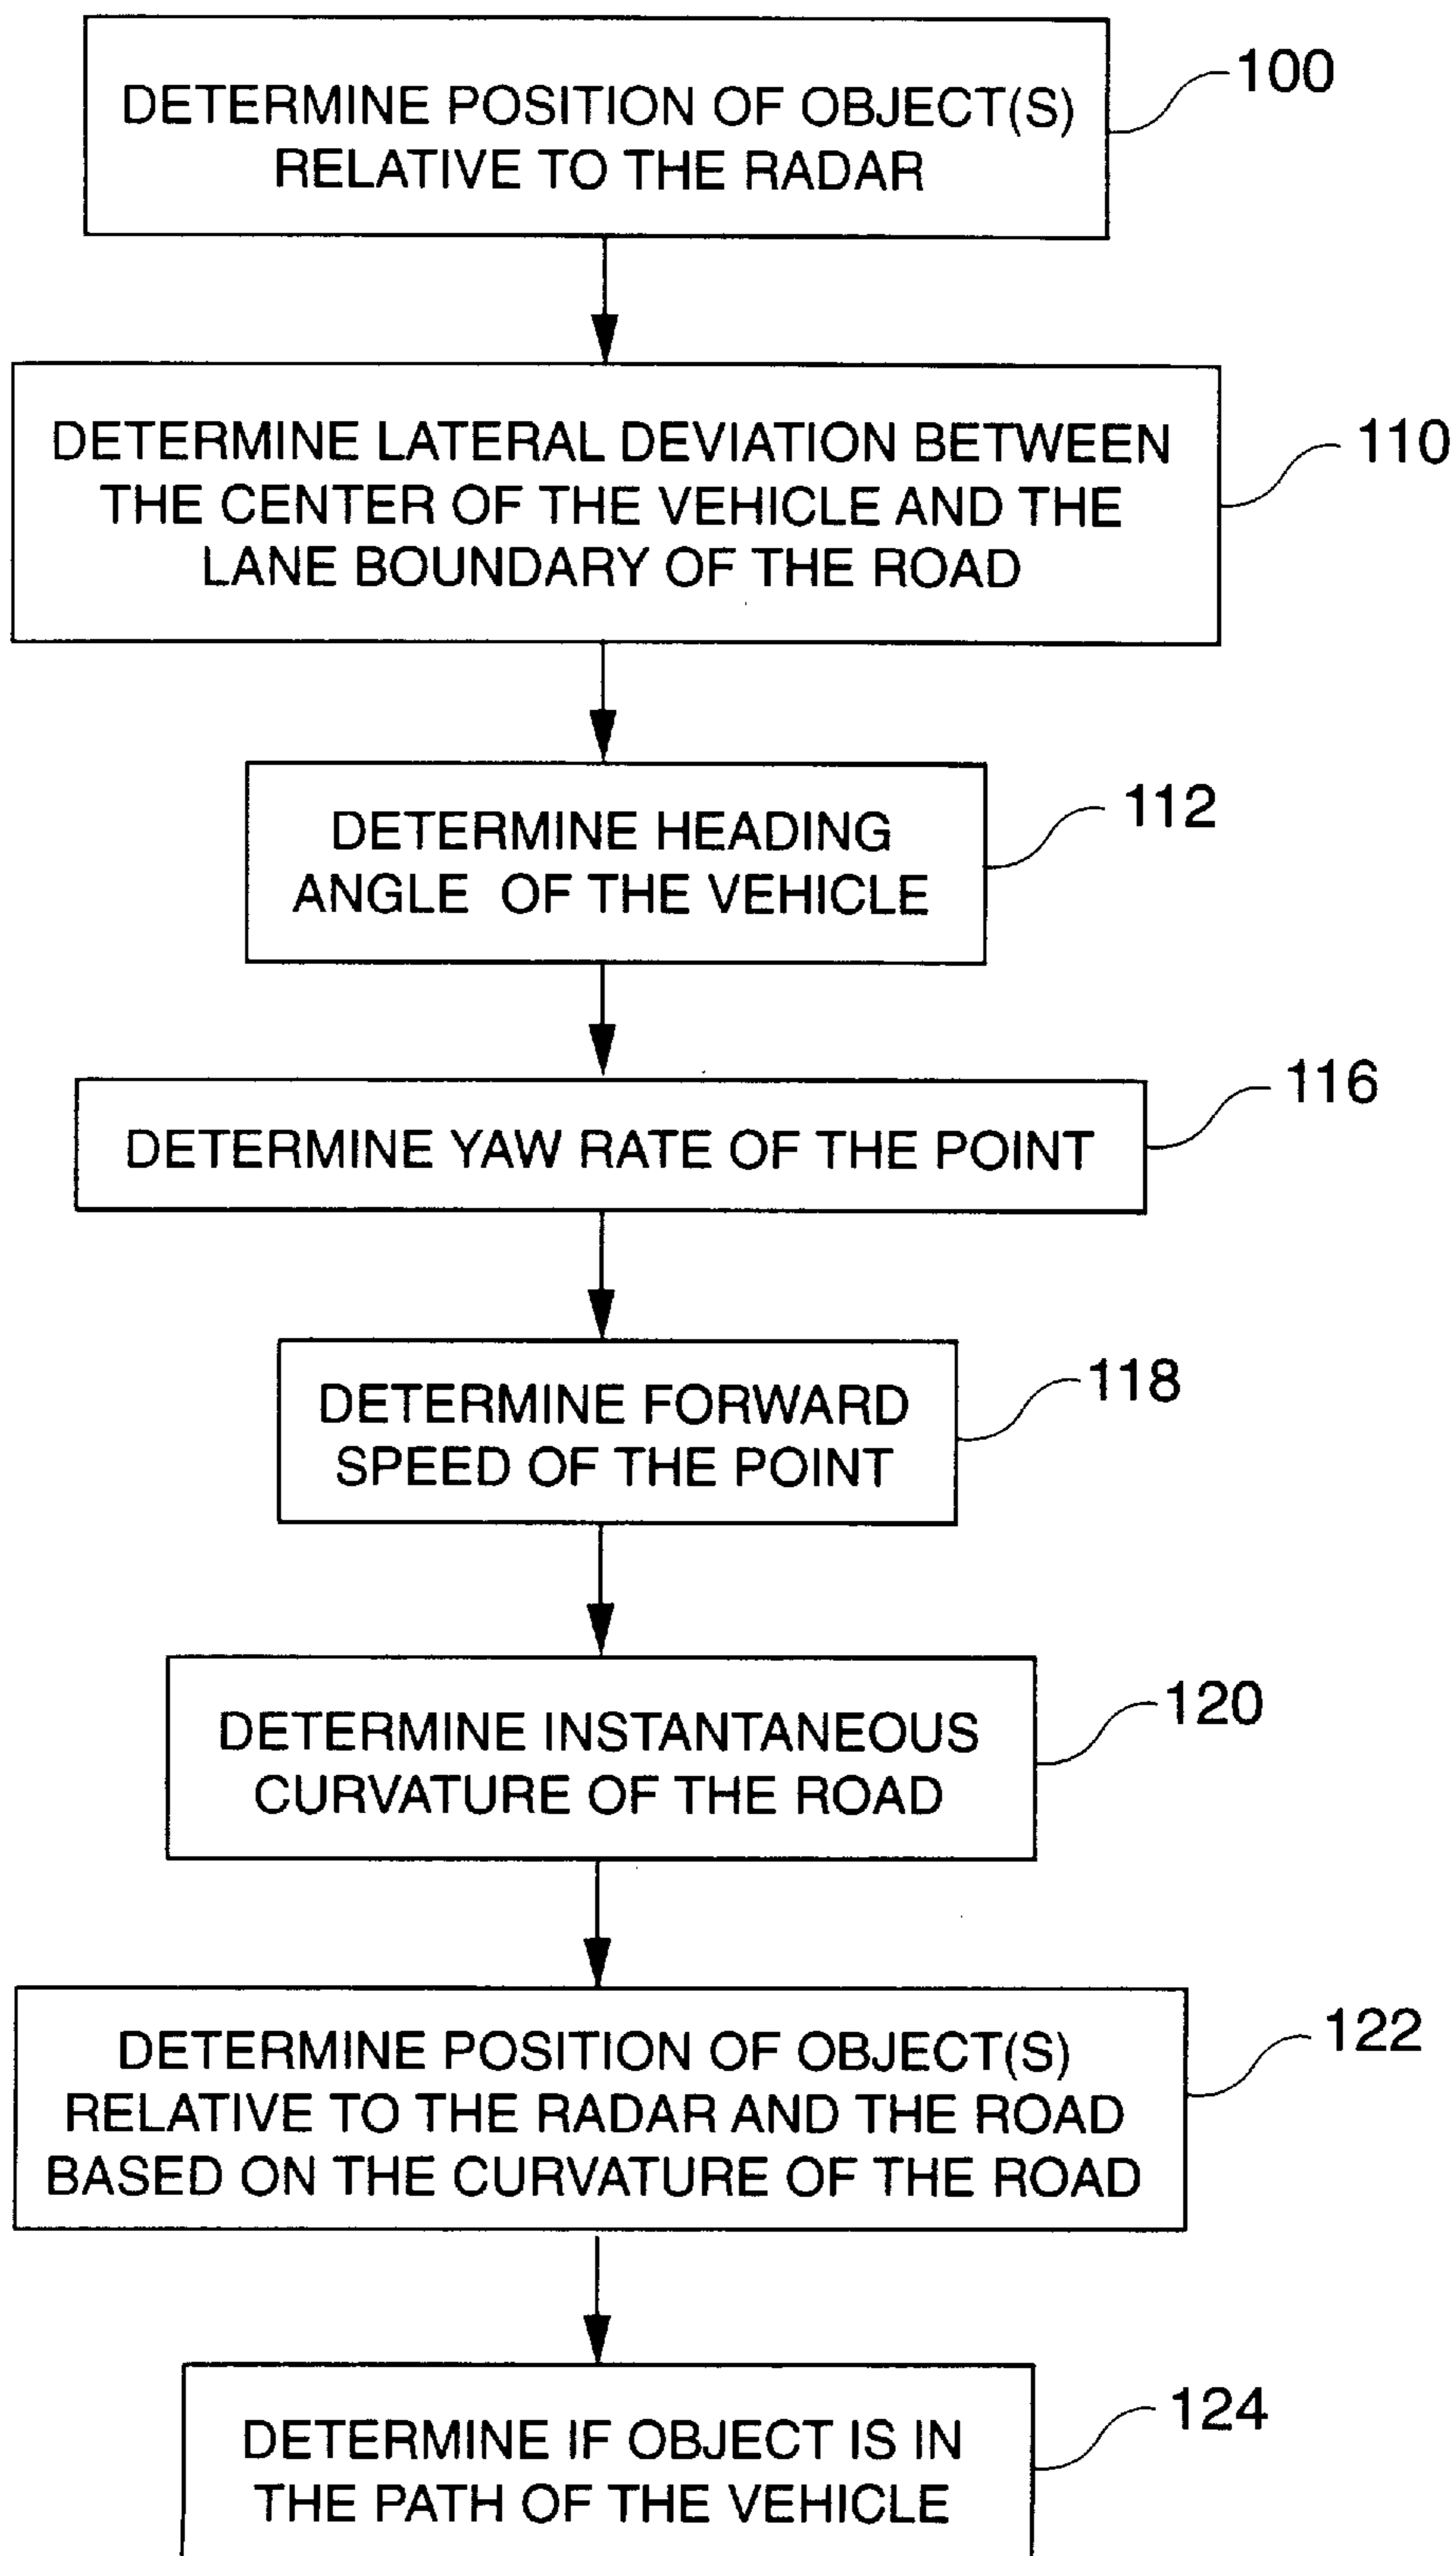 DETERMINE POSITION OF OBJECT(S)
RELATIVE TO THE RADAR
100
DETERMINE LATERAL DEVIATION BETWEEN
THE CENTER OF THE VEHICLE AND THE
LANE BOUNDARY OF THE ROAD
110
DETERMINE HEADING
ANGLE OF THE VEHICLE
112
DETERMINE YAW RATE OF THE POINT
116
DETERMINE FORWARD
SPEED OF THE POINT
118
DETERMINE INSTANTANEOUS
CURVATURE OF THE ROAD
120
DETERMINE POSITION OF OBJECT(S)
RELATIVE TO THE RADAR AND THE ROAD
BASED ON THE CURVATURE OF THE ROAD
122
DETERMINE IF OBJECT IS IN
THE PATH OF THE VEHICLE
124